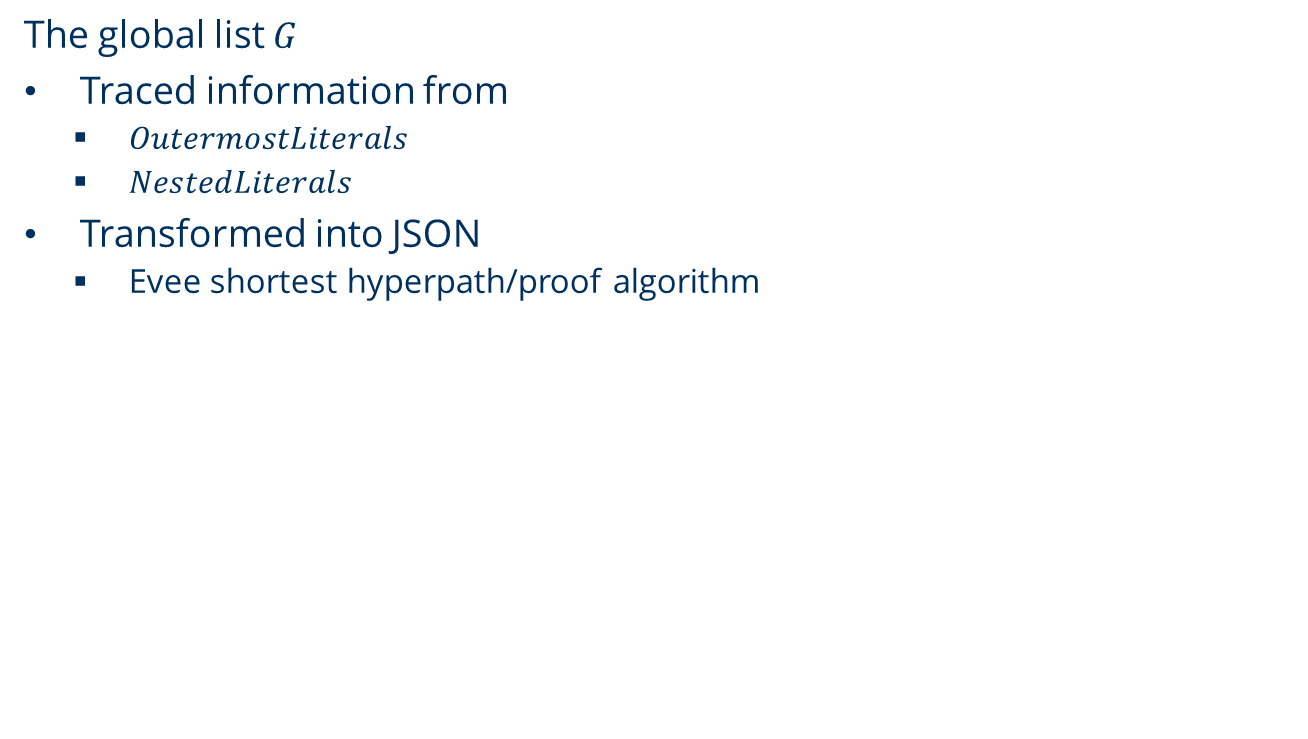 The global list G
• Traced information from
▪ OutermostLiterals
▪ NestedLiterals
• Transformed into JSON
▪ Evee shortest hyperpath/proof algorithm